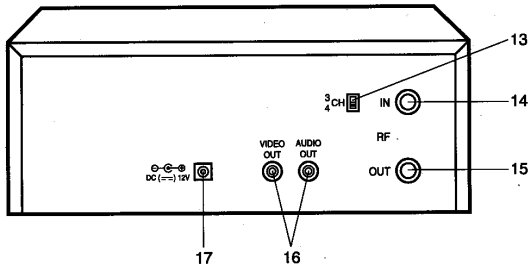 13
3
4 CH
IN
14
RF
VIDEO OUT
AUDIO OUT
OUT
15
DC (⎓) 12V
17
16